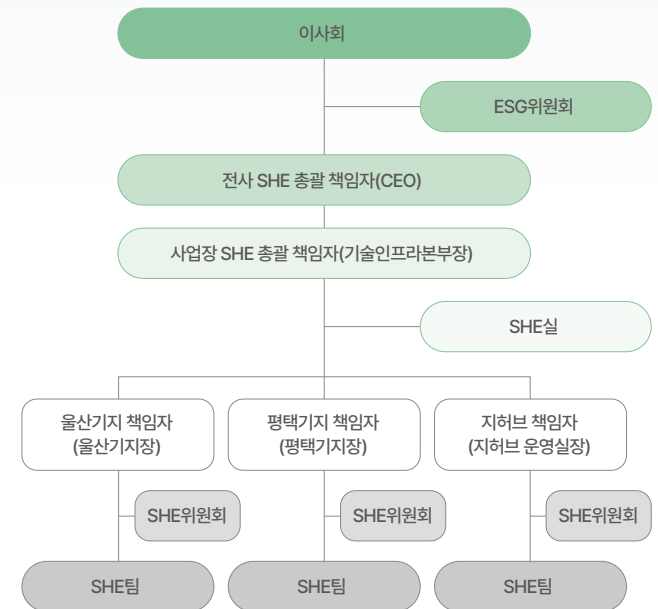 이사회
ESG위원회
전사 SHE 총괄 책임자(CEO)
사업장 SHE 총괄 책임자(기술인프라본부장)
SHE실
울산기지 책임자
(울산기지장)
평택기지 책임자
(평택기지장)
지허브 책임자
(지허브 운영실장)
SHE위원회
SHE위원회
SHE위원회
SHE팀
SHE팀
SHE팀